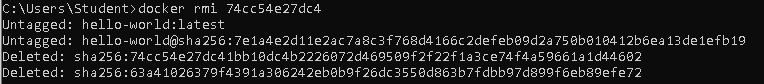 C:\Users\Student>docker rmi 74cc54e27dc4
Untagged: hello-world:latest
Untagged: hello-world@sha256:7e1a4e2d11e2ac7a8c3f768d4166c2defeb09d2a750b010412b6ea13de1efb19
Deleted: sha256:74cc54e27dc41bb10dc4b2226072d469509f2f22f1a3ce74f4a59661a1d44602
Deleted: sha256:63a41026379f4391a306242eb0b9f26dc3550d863b7fdbb97d899f6eb89efe72